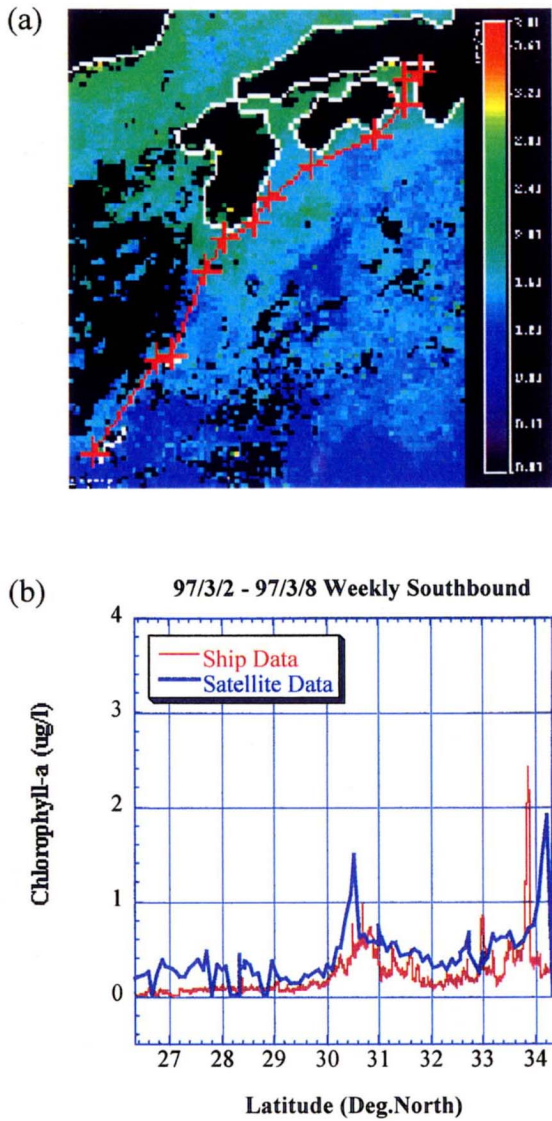 (a)
(b)
97/3/2 - 97/3/8 Weekly Southbound
4
Ship Data
Satellite Data
3
2
1
0
Chlorophyll-a (ug/l)
27 28 29 30 31 32 33 34
Latitude (Deg.North)